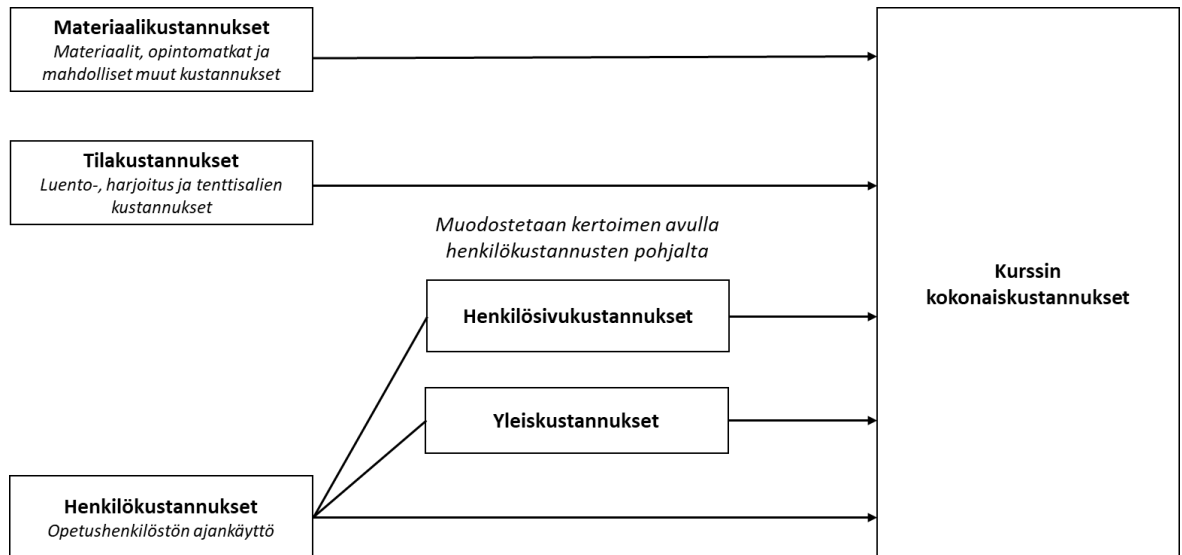 Materiaalikustannukset
Materiaalit, opintomatkat ja
mahdolliset muut kustannukset
Tilakustannukset
Luento-, harjoitus ja tenttisalien
kustannukset
Muodostetaan kertoimen avulla
henkilökustannusten pohjalta
Henkilösivukustannukset
Yleiskustannukset
Henkilökustannukset
Opetushenkilöstön ajankäyttö
Kurssin
kokonaiskustannukset